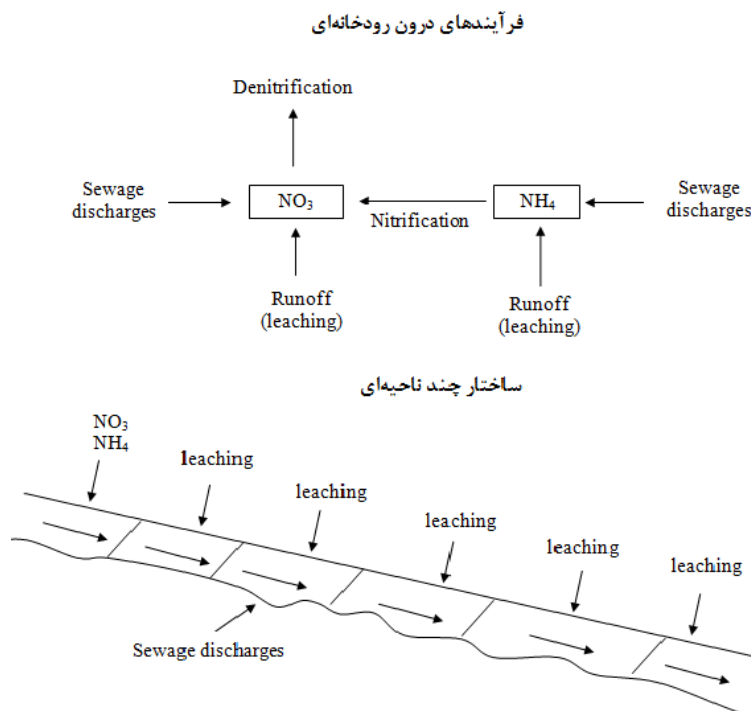 فرآیندهای درون رودخانه‌ای
Denitrification
Sewage
discharges
NO₃
Nitrification
NH₄
Sewage
discharges
Runoff
(leaching)
Runoff
(leaching)
ساختار چند ناحیه‌ای
NO₃
NH₄
leaching
leaching
leaching
leaching
leaching
Sewage discharges